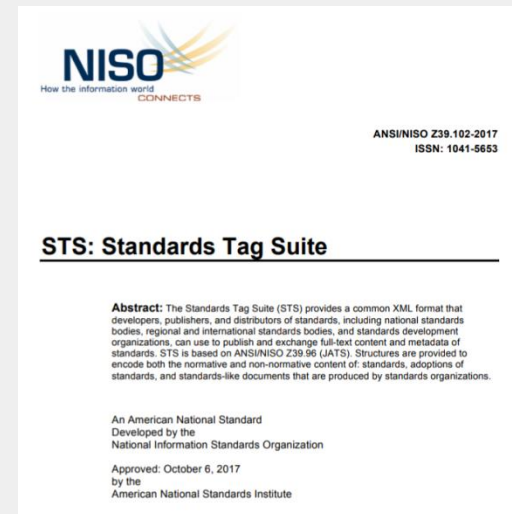 NISO
How the information world
CONNECTS
ANSI/NISO Z39.102-2017
ISSN: 1041-5653
STS: Standards Tag Suite
Abstract: The Standards Tag Suite (STS) provides a common XML format that
developers, publishers, and distributors of standards, including national standards
bodies, regional and international standards bodies, and standards development
organizations, can use to publish and exchange full-text content and metadata of
standards. STS is based on ANSI/NISO Z39.96 (JATS). Structures are provided to
encode both the normative and non-normative content of: standards, adoptions of
standards, and standards-like documents that are produced by standards organizations.
An American National Standard
Developed by the
National Information Standards Organization
Approved: October 6, 2017
by the
American National Standards Institute